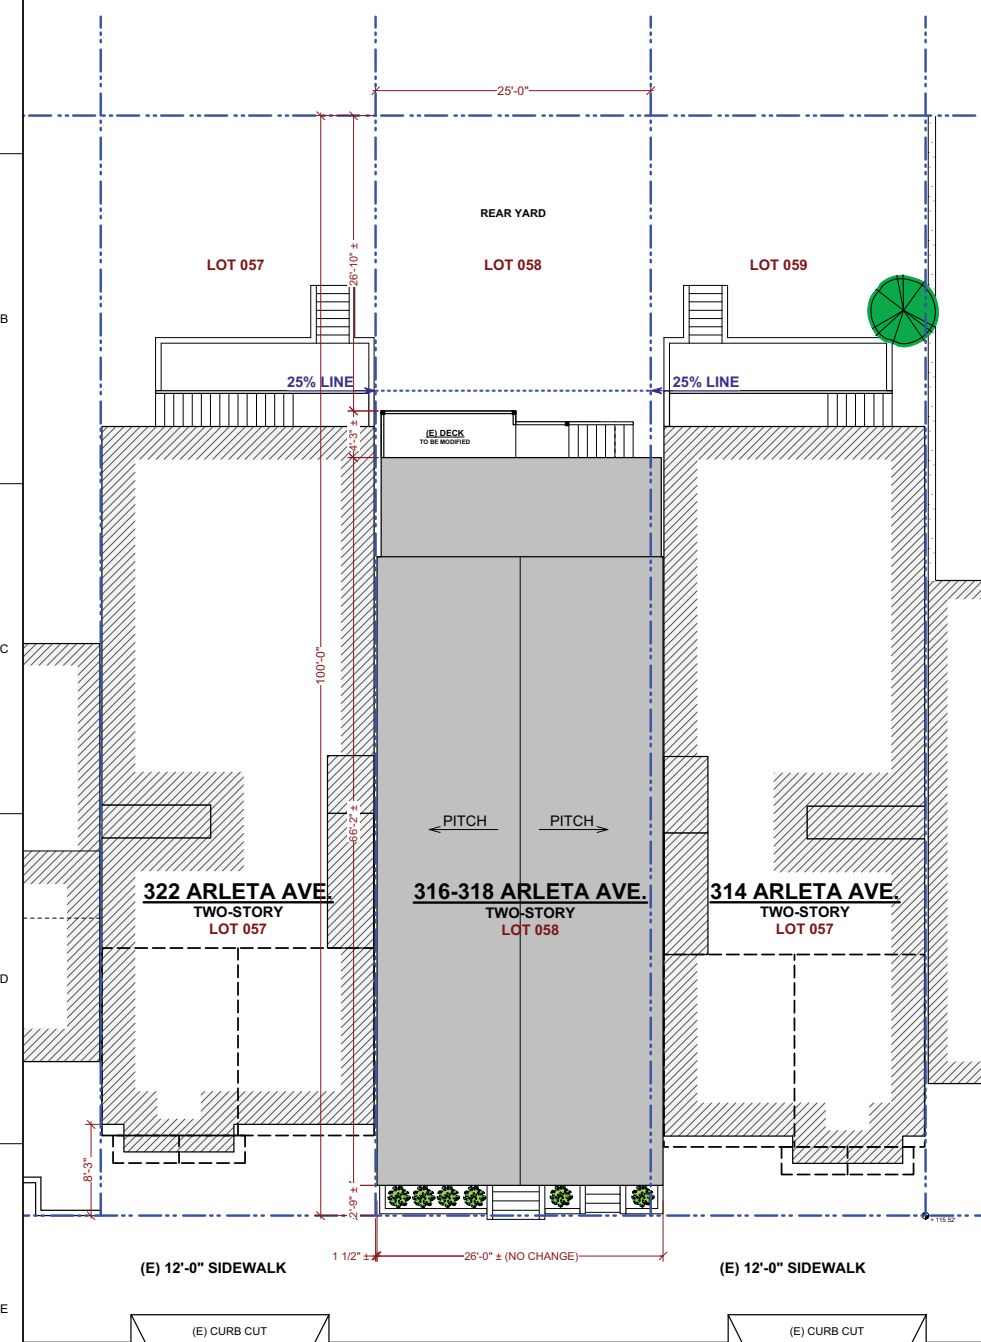 25'-0"
REAR YARD
26'-10" ±
LOT 057
LOT 058
LOT 059
B
25% LINE
25% LINE
4'-3" ±
(E) DECK
TO BE MODIFIED
C
100'-0"
66'-2" ±
PITCH
PITCH
322 ARLETA AVE.
TWO-STORY
LOT 057
316-318 ARLETA AVE.
TWO-STORY
LOT 058
314 ARLETA AVE.
TWO-STORY
LOT 057
D
8'-3"
2'-9" ±
+ 115.52'
1 1/2" ±
26'-0" ± (NO CHANGE)
(E) 12'-0" SIDEWALK
(E) 12'-0" SIDEWALK
E
(E) CURB CUT
(E) CURB CUT